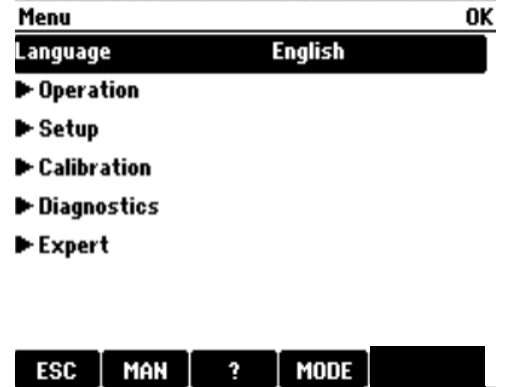 Menu OK
Language English
Operation
Setup
Calibration
Diagnostics
Expert
ESC MAN ? MODE